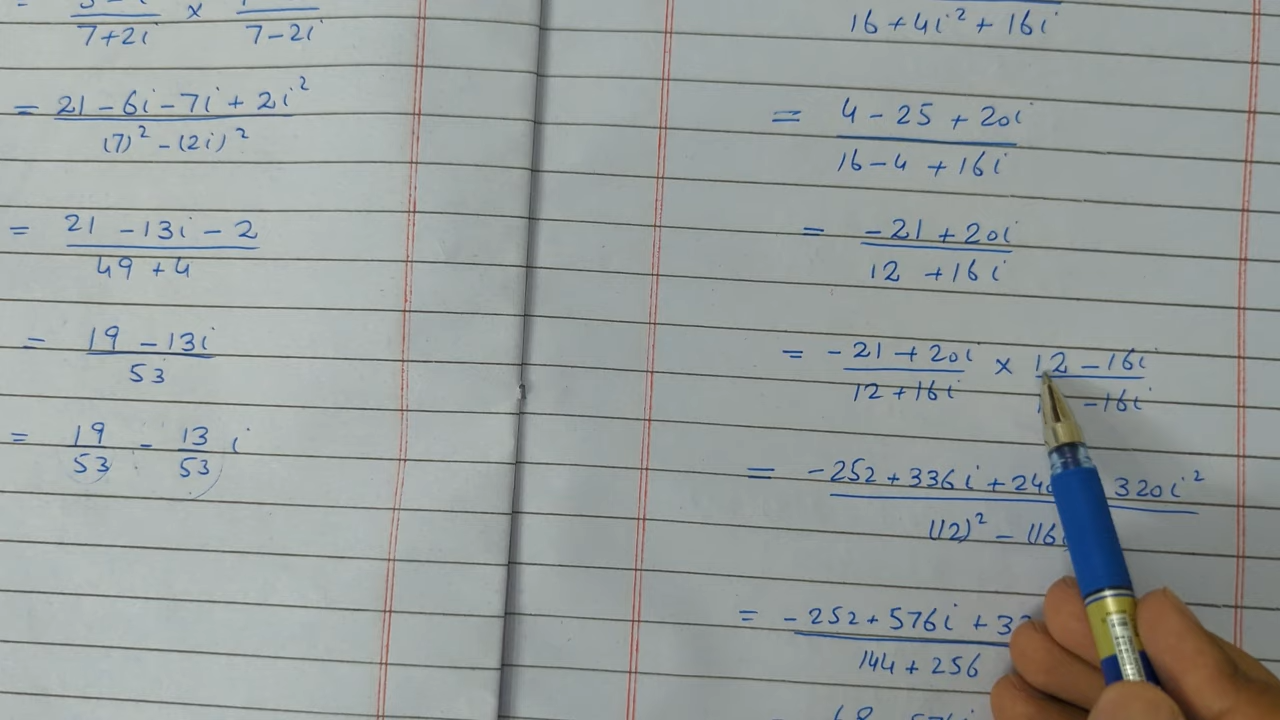 7+2i × 7-2i
= 21 - 6i - 7i + 2i²
(7)² - (2i)²
= 21 - 13i - 2
49 + 4
= 19 - 13i
53
= 19/53 - 13/53 i
16 + 4i² + 16i
= 4 - 25 + 20i
16 - 4 + 16i
= -21 + 20i
12 + 16i
= -21 + 20i × 12 - 16i
12 + 16i - 16i
= -252 + 336i + 24 320i²
(12)² - (16
= -252 + 576i + 3
144 + 256